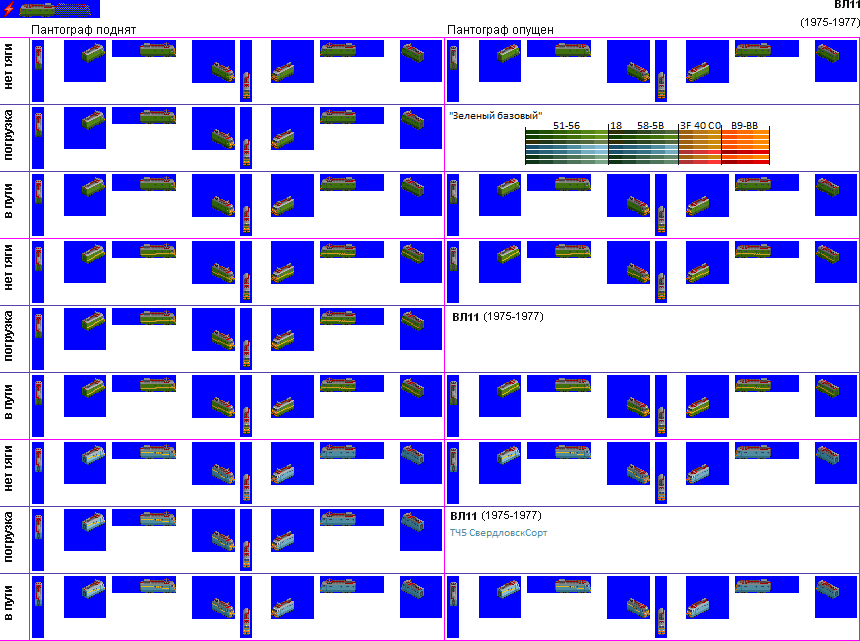 ВЛ11
(1975-1977)
Пантограф поднят
Пантограф опущен
нет тяги
погрузка
"Зеленый базовый"
51-56
18
58-5B
3F 40 C0
B9-BB
в пути
нет тяги
погрузка
ВЛ11 (1975-1977)
в пути
нет тяги
погрузка
ВЛ11 (1975-1977)
ТЧ5 СвердловскСорт
в пути